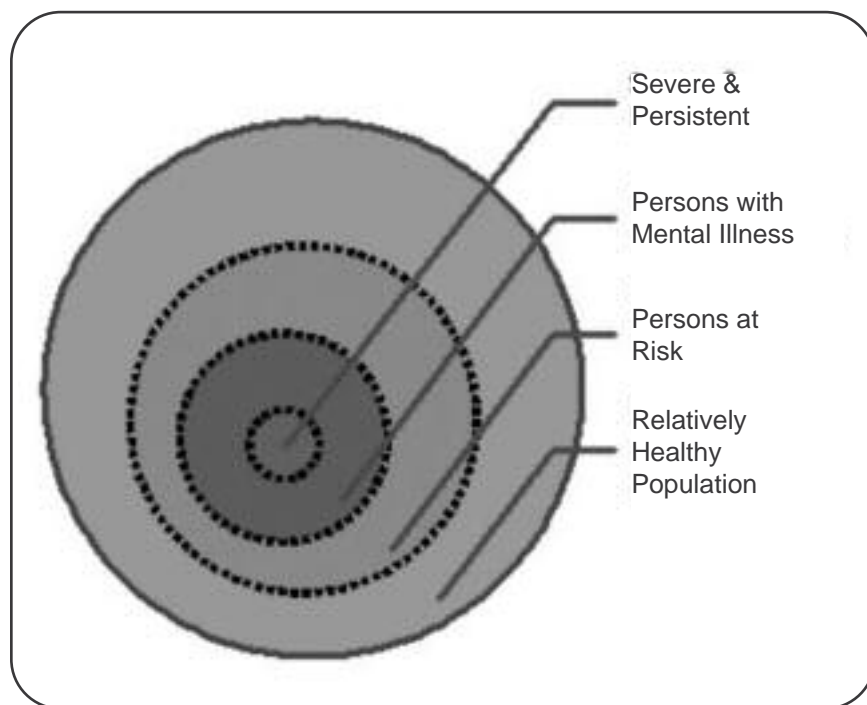 Severe &
Persistent
Persons with
Mental Illness
Persons at
Risk
Relatively
Healthy
Population